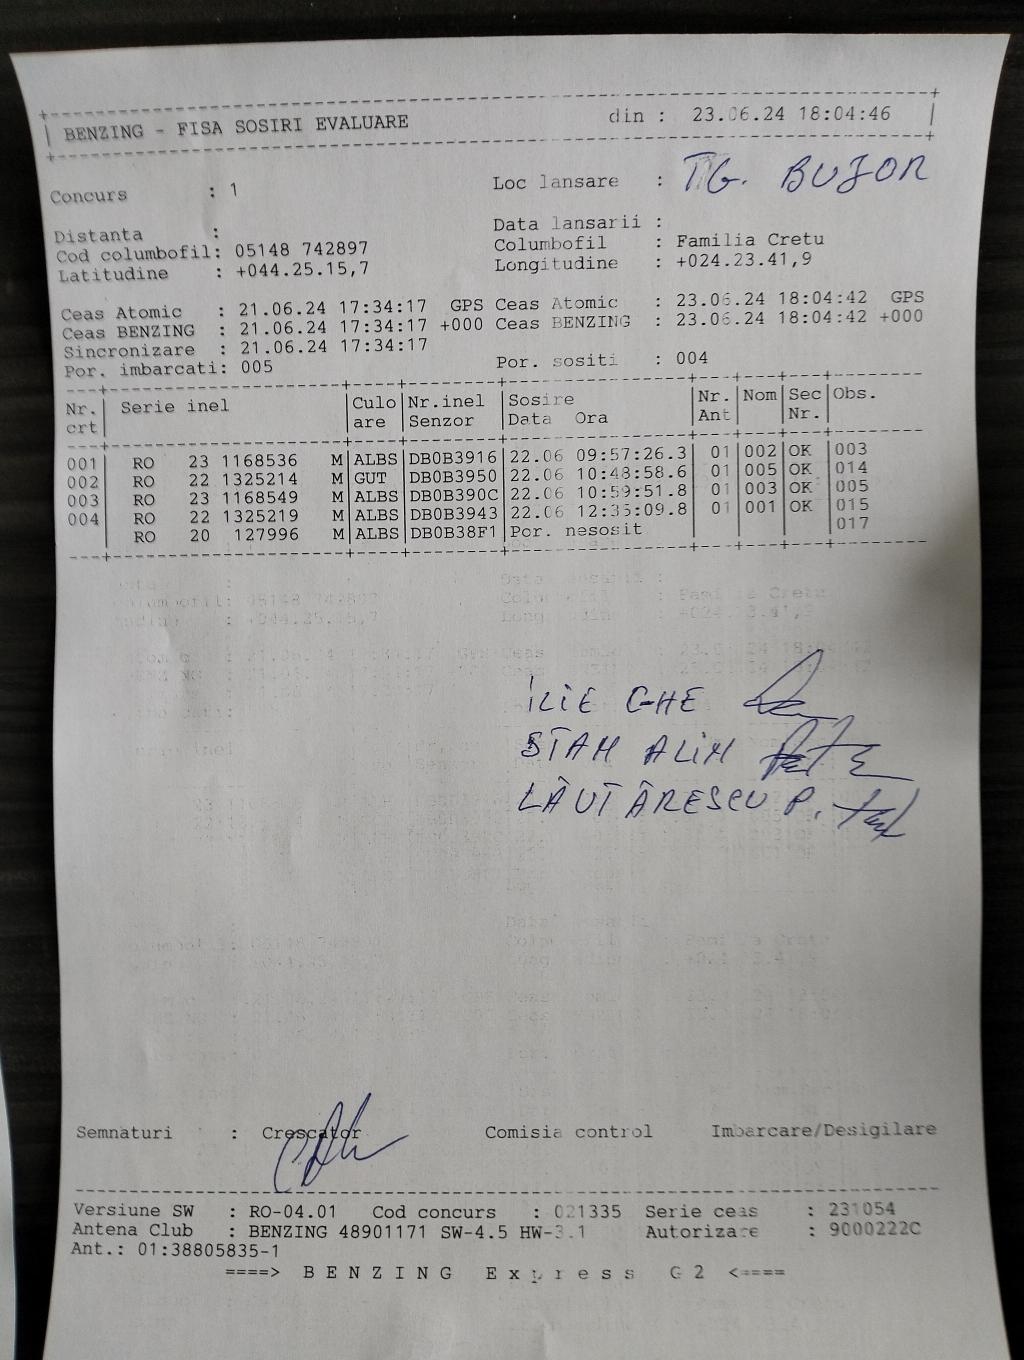 BENZING - FISA SOSIRI EVALUARE din : 23.06.24 18:04:46
Concurs : 1 Loc lansare : TG. BUJOR
Distanta : Data lansarii :
Cod columbofil: 05148 742897 Columbofil : Familia Cretu
Latitudine : +044.25.15,7 Longitudine : +024.23.41,9
Ceas Atomic : 21.06.24 17:34:17 GPS Ceas Atomic : 23.06.24 18:04:42 GPS
Ceas BENZING : 21.06.24 17:34:17 +000 Ceas BENZING : 23.06.24 18:04:42 +000
Sincronizare : 21.06.24 17:34:17
Por. imbarcati: 005 Por. sositi : 004
Nr. Serie inel Culo Nr.inel Sosire Nr. Nom Sec Obs.
crt are Senzor Data Ora Ant Nr.
001 RO 23 1168536 M ALBS DB0B3916 22.06 09:57:26.3 01 002 OK 003
002 RO 22 1325214 M GUT DB0B3950 22.06 10:48:58.6 01 005 OK 014
003 RO 23 1168549 M ALBS DB0B390C 22.06 10:59:51.8 01 003 OK 005
004 RO 22 1325219 M ALBS DB0B3943 22.06 12:35:09.8 01 001 OK 015
RO 20 127996 M ALBS DB0B38F1 Por. nesosit 017
ILIE GHE
STAM ALIM
LĂUTĂRESCU P.
Semnaturi : Crescator Comisia control Imbarcare/Desigilare
Versiune SW : RO-04.01 Cod concurs : 021335 Serie ceas : 231054
Antena Club : BENZING 48901171 SW-4.5 HW-3.1 Autorizare : 9000222C
Ant.: 01:38805835-1
====> BENZING Express G2 <====